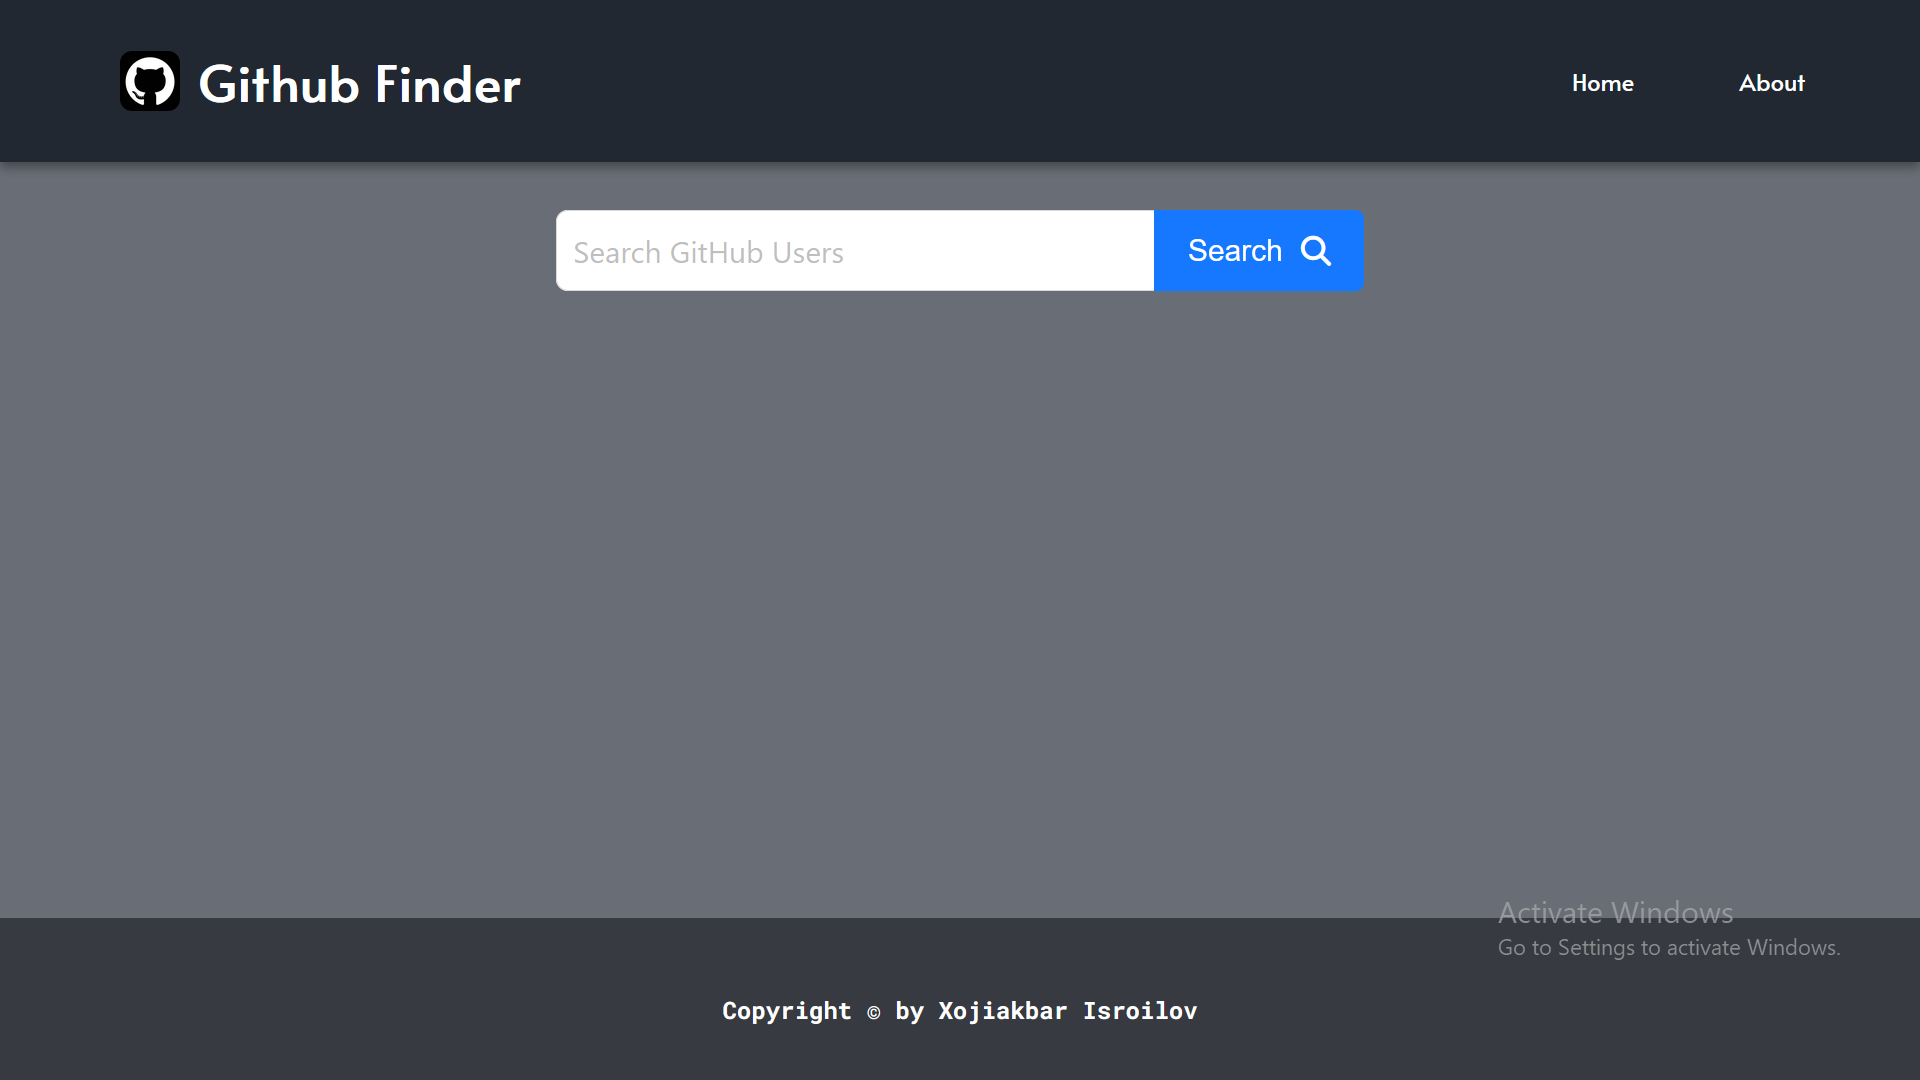 Github Finder
Home
About
Search GitHub Users
Search
Activate Windows
Go to Settings to activate Windows.
Copyright © by Xojiakbar Isroilov